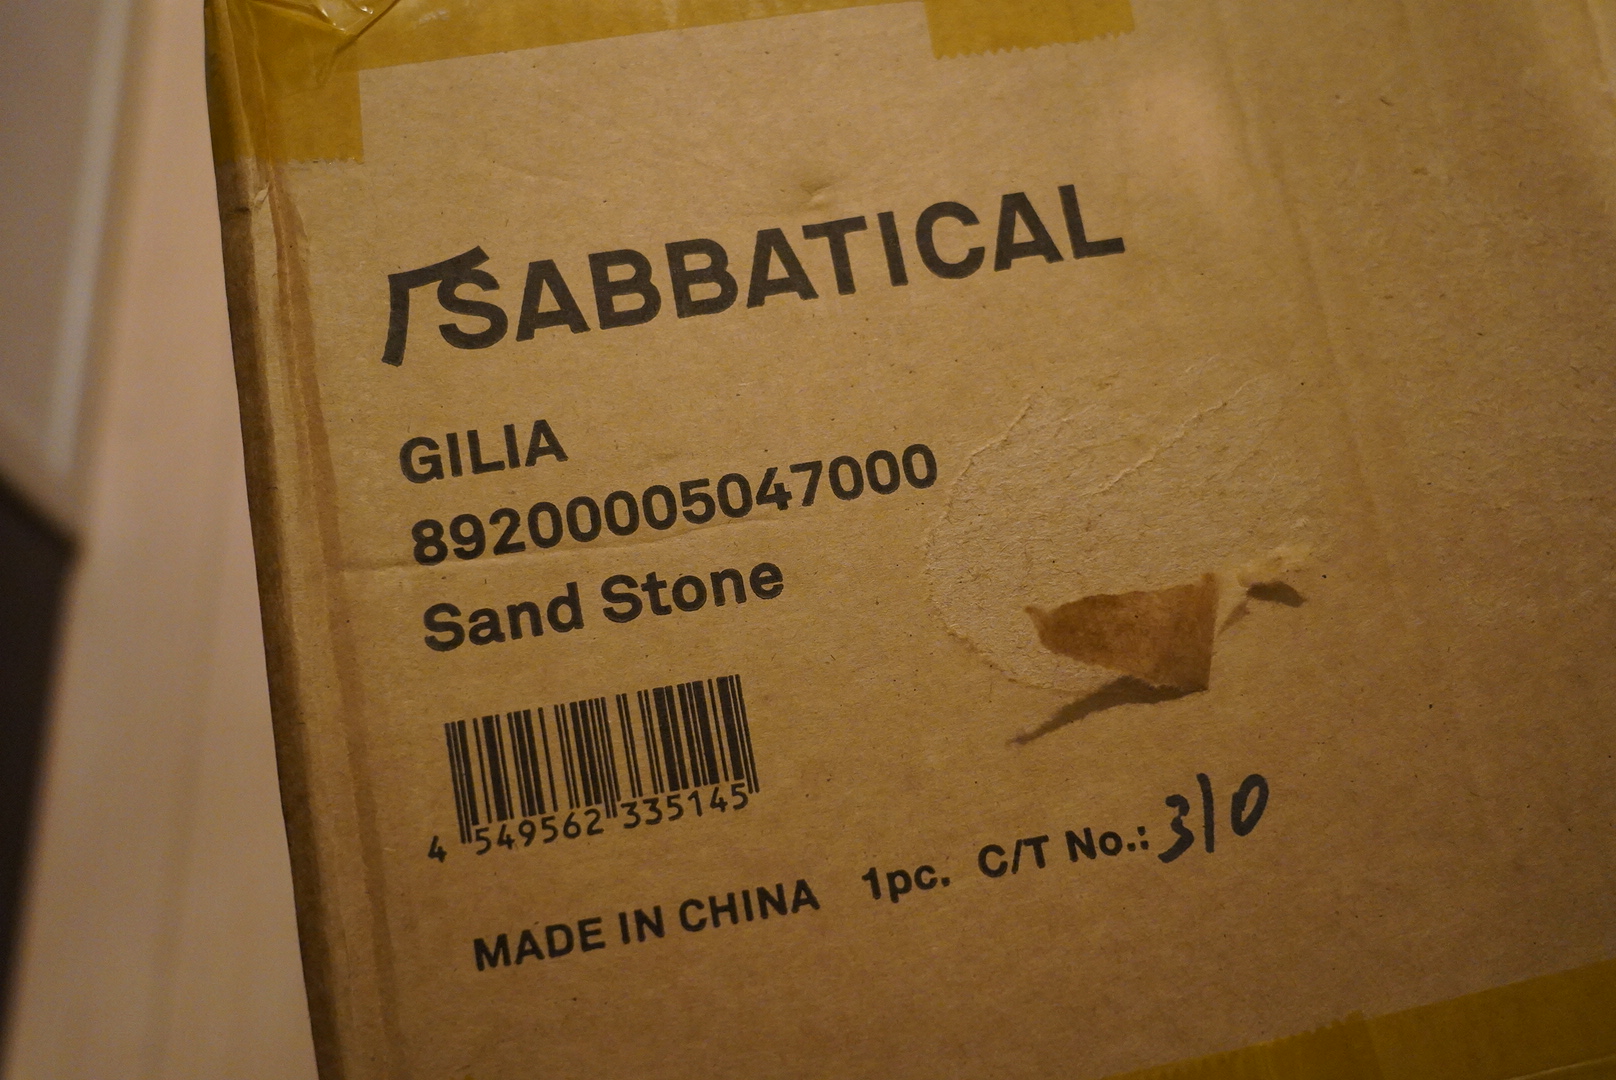 SABBATICAL
GILIA
89200005047000
Sand Stone
4 549562 335145
MADE IN CHINA 1pc. C/T No.: 310